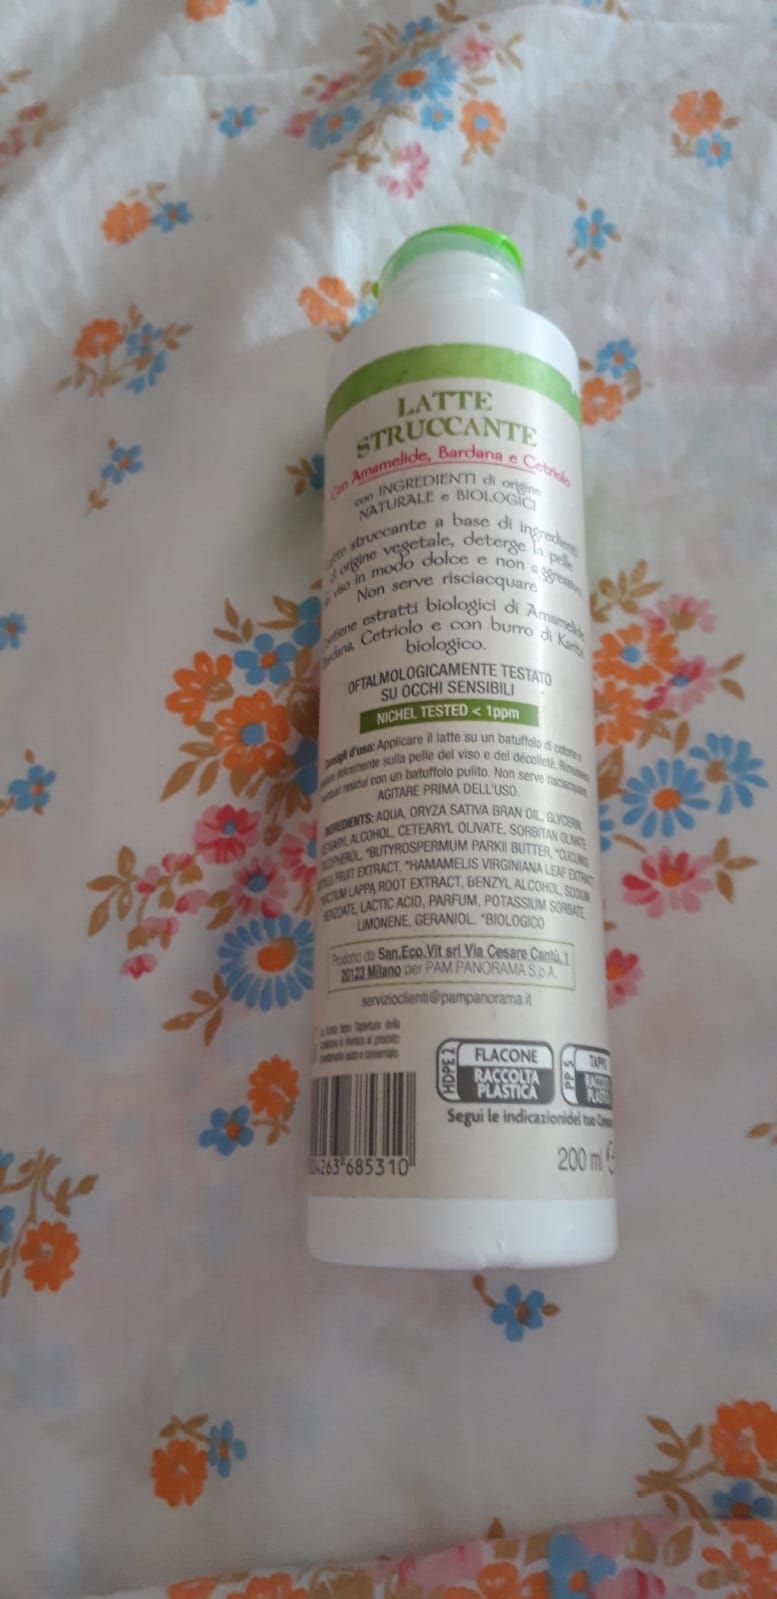 LATTE
STRUCCANTE
Con Amamelide, Bardana e Cetriolo
con INGREDIENTI di origine
NATURALE e BIOLOGICI
Latte struccante a base di ingredienti
di origine vegetale, deterge la pelle
viso in modo dolce e non aggressivo
Non serve risciacquare
Contiene estratti biologici di Amamelide,
Bardana, Cetriolo e con burro di Karitè
biologico.
OFTALMOLOGICAMENTE TESTATO
SU OCCHI SENSIBILI
NICHEL TESTED < 1ppm
Consigli d'uso: Applicare il latte su un batuffolo di cotone e
dolcemente sulla pelle del viso e del décolleté. Rimuovere
residui con un batuffolo pulito. Non serve risciacquare
AGITARE PRIMA DELL'USO.
INGREDIENTS: AQUA, ORYZA SATIVA BRAN OIL, GLYCERIN,
CETEARYL ALCOHOL, CETEARYL OLIVATE, SORBITAN OLIVATE,
TOCOPHEROL, *BUTYROSPERMUM PARKII BUTTER, *CUCUMIS
SATIVUS FRUIT EXTRACT, *HAMAMELIS VIRGINIANA LEAF EXTRACT
*ARCTIUM LAPPA ROOT EXTRACT, BENZYL ALCOHOL, SODIUM
BENZOATE, LACTIC ACID, PARFUM, POTASSIUM SORBATE,
LIMONENE, GERANIOL. *BIOLOGICO
Prodotto da San.Eco.Vit srl Via Cesare Cantù, 1
20123 Milano per PAM PANORAMA S.p.A.
servizioclienti@pampanorama.it
HDPE 2
FLACONE
RACCOLTA
PLASTICA
PP 5
TAPPO
Segui le indicazionidel tuo
200 ml
4263 685310